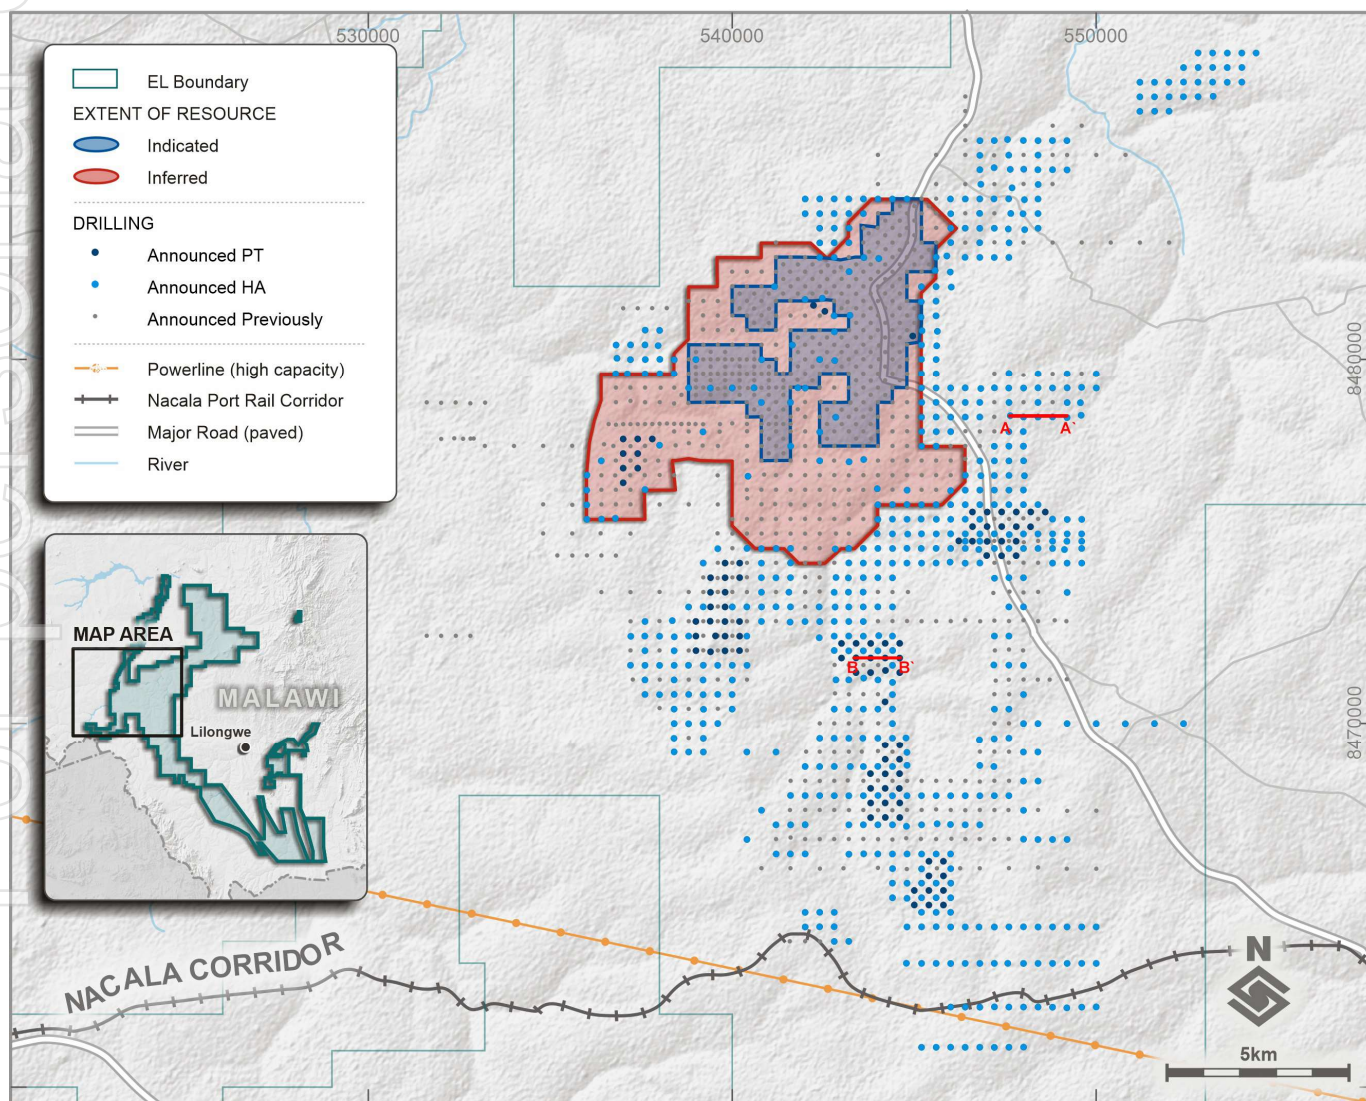 530000
540000
550000
EL Boundary
EXTENT OF RESOURCE
Indicated
Inferred
DRILLING
Announced PT
Announced HA
Announced Previously
Powerline (high capacity)
Nacala Port Rail Corridor
Major Road (paved)
River
8480000
A
A`
B
B`
MAP AREA
MALAWI
Lilongwe
8470000
NACALA CORRIDOR
N
5km